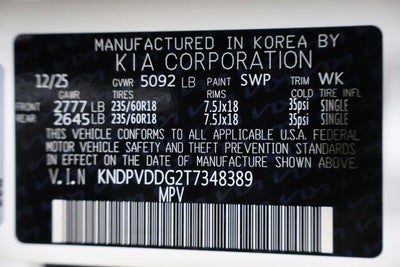 MANUFACTURED IN KOREA BY
KIA CORPORATION
12/25 GVWR 5092 LB PAINT SWP TRIM WK
GAWR TIRES RIMS COLD TIRE INFL
FRONT 2777 LB 235/60R18 7.5Jx18 35psi SINGLE
REAR 2645 LB 235/60R18 7.5Jx18 35psi SINGLE
THIS VEHICLE CONFORMS TO ALL APPLICABLE U.S.A. FEDERAL
MOTOR VEHICLE SAFETY AND THEFT PREVENTION STANDARDS
IN EFFECT ON THE DATE OF MANUFACTURE SHOWN ABOVE.
V.I.N KNDPVDDG2T7348389
MPV